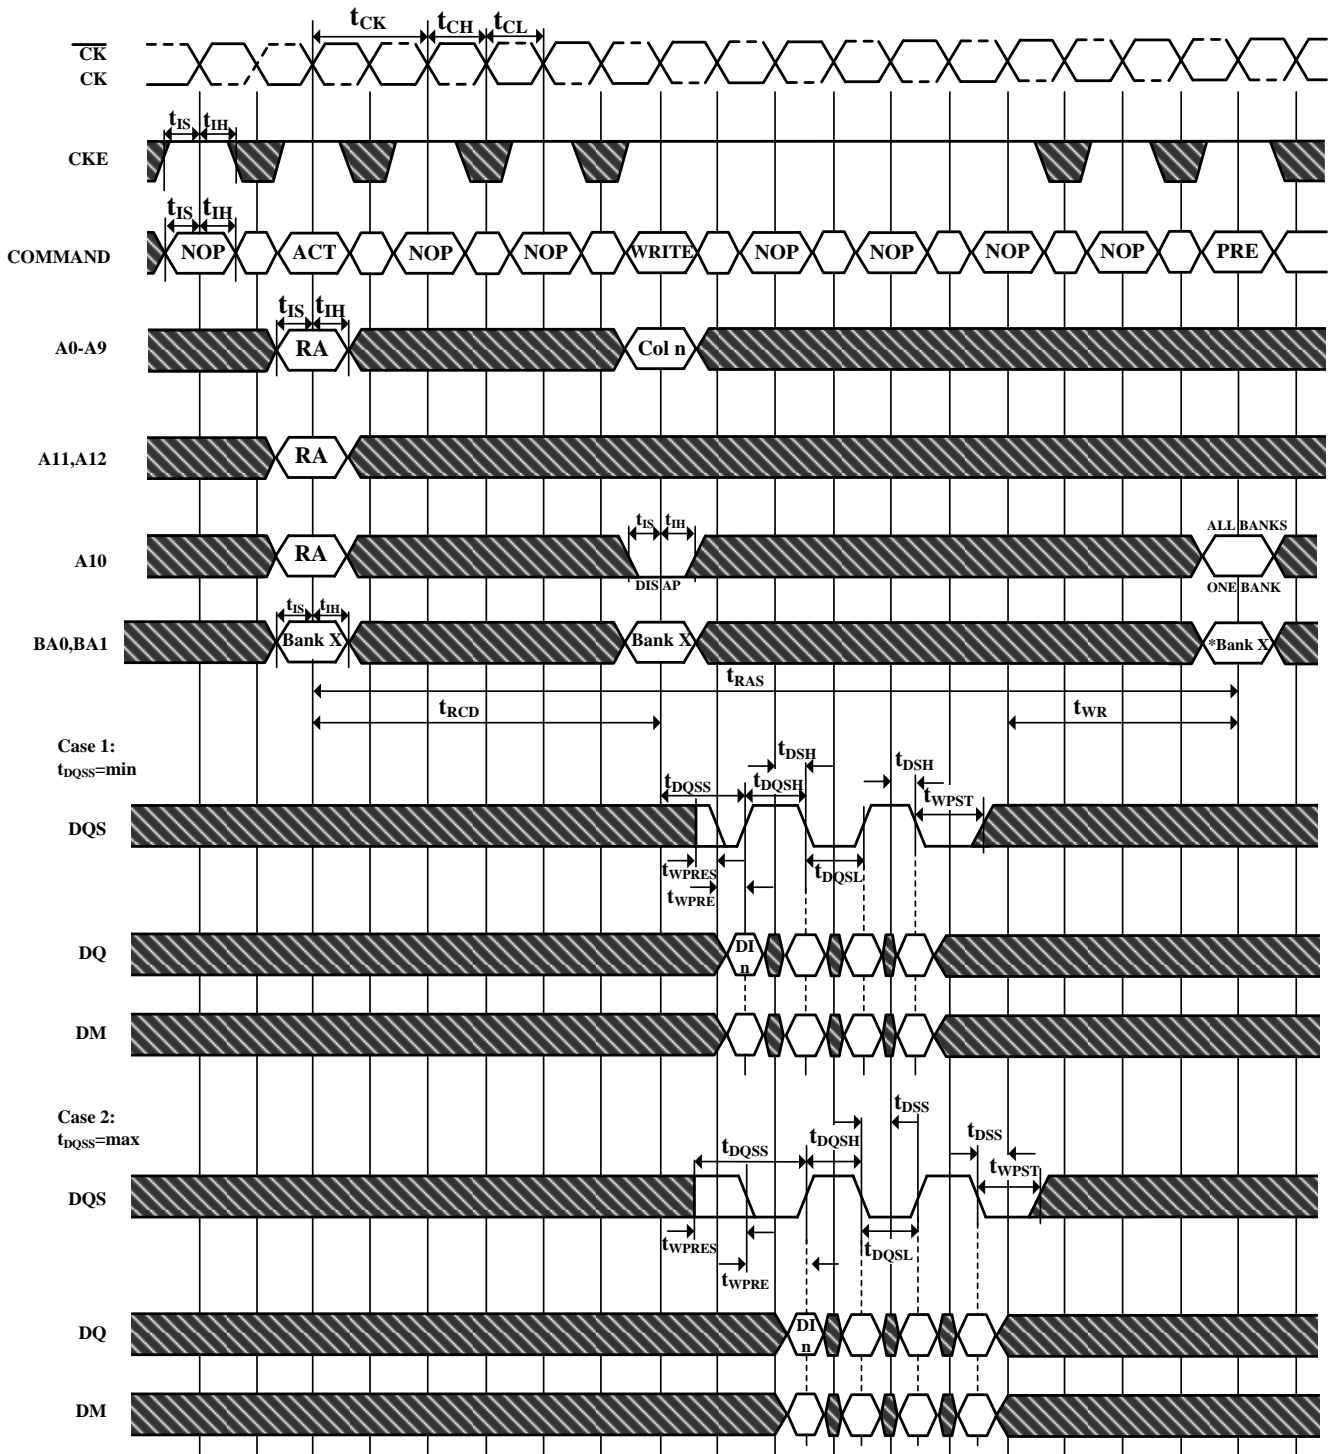 tCK tCH tCL
CK
CK
tIS tIH
CKE
tIS tIH
COMMAND NOP ACT NOP NOP WRITE NOP NOP NOP NOP PRE
tIS tIH
A0-A9 RA Col n
A11,A12 RA
tIS tIH ALL BANKS
A10 RA
DIS AP ONE BANK
tIS tIH
BA0,BA1 Bank X Bank X *Bank X
tRAS
tRCD tWR
Case 1:
tDQSS=min
tDSH tDSH
tDQSS tDQSH tWPST
DQS
tWPRES tDQSL
tWPRE
DQ DI
n
DM
Case 2:
tDQSS=max
tDSS tDSS
tDQSS tDQSH tWPST
DQS
tWPRES tDQSL
tWPRE
DQ DI
n
DM